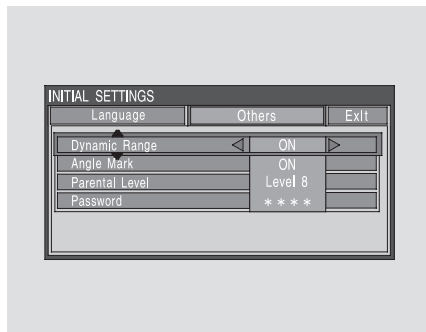 INITIAL SETTINGS
Language Others ExIt
Dynamic Range ON
Angle Mark ON
Parental Level Level 8
Password ****